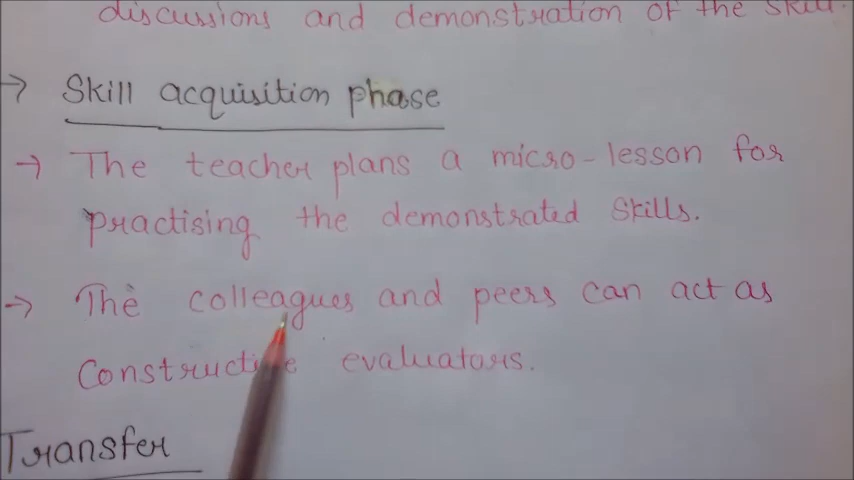 discussions and demonstration of the skill.
→ Skill acquisition phase
→ The teacher plans a micro-lesson for
practising the demonstrated skills.
→ The colleagues and peers can act as
Constructive evaluators.
Transfer